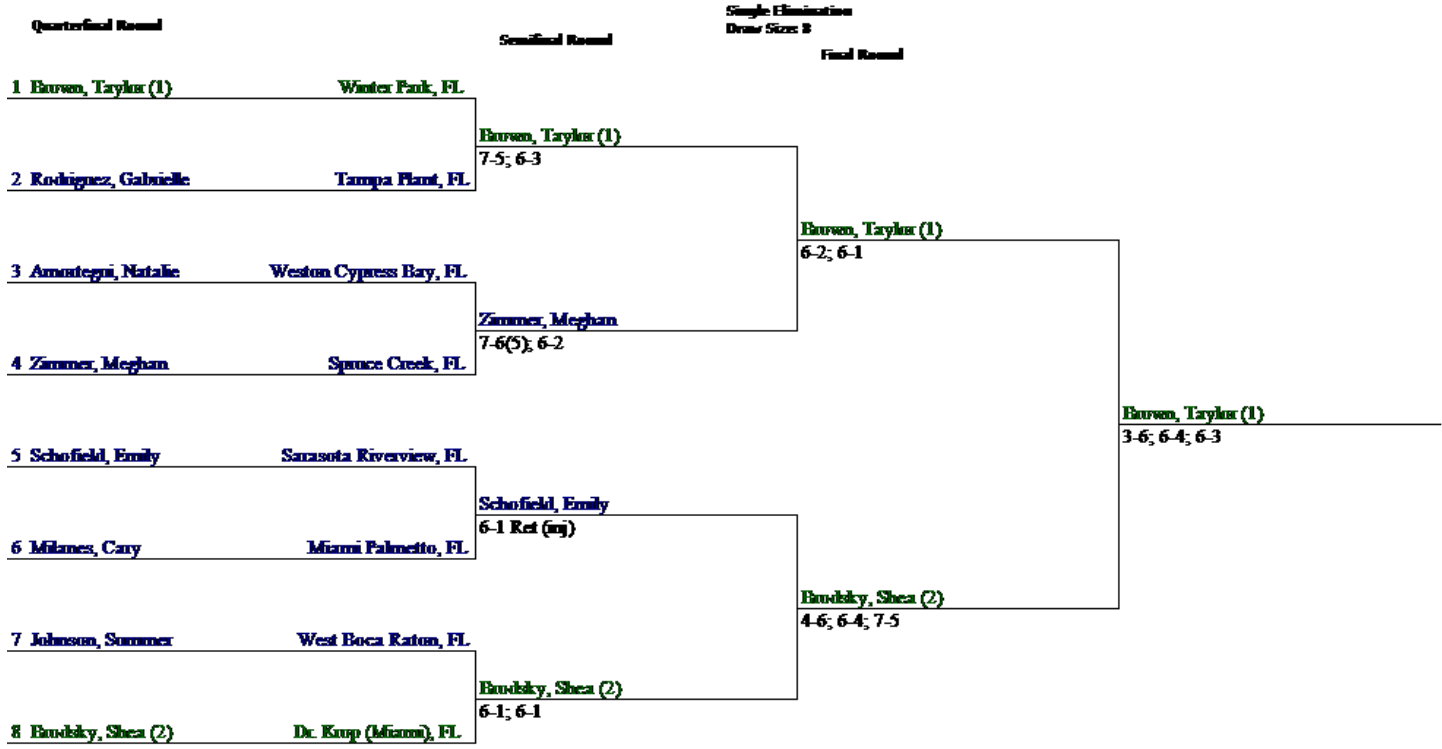 Single Elimination
Draw Size: 8
Quarterfinal Round
Semifinal Round
Final Round
1 Brown, Taylor (1) Winter Park, FL
Brown, Taylor (1)
7-5; 6-3
2 Rodriguez, Gabrielle Tampa Plant, FL
Brown, Taylor (1)
6-2; 6-1
3 Amortegui, Natalie Weston Cypress Bay, FL
Zimmer, Meghan
7-6(5); 6-2
4 Zimmer, Meghan Spruce Creek, FL
Brown, Taylor (1)
3-6; 6-4; 6-3
5 Schofield, Emily Sarasota Riverview, FL
Schofield, Emily
6-1 Ret (inj)
6 Milanes, Cary Miami Palmetto, FL
Brodsky, Shea (2)
4-6; 6-4; 7-5
7 Johnson, Summer West Boca Raton, FL
Brodsky, Shea (2)
6-1; 6-1
8 Brodsky, Shea (2) Dr. Krop (Miami), FL